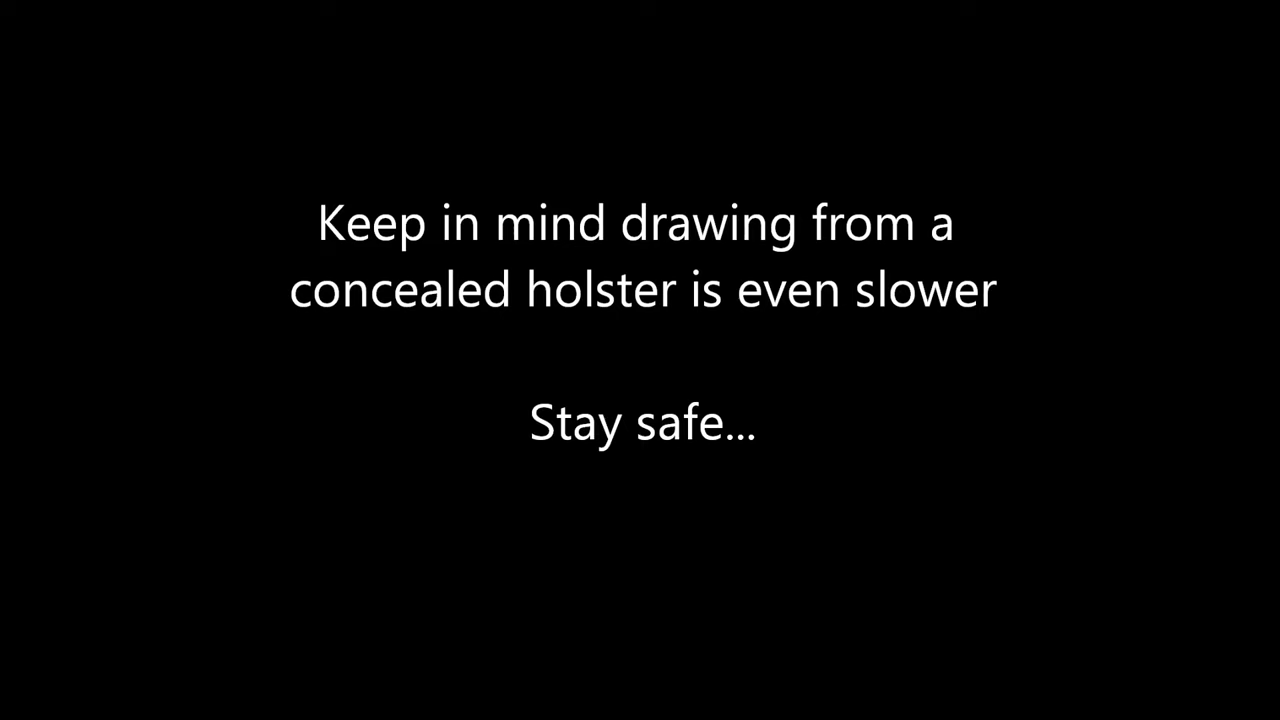 Keep in mind drawing from a
concealed holster is even slower
Stay safe...